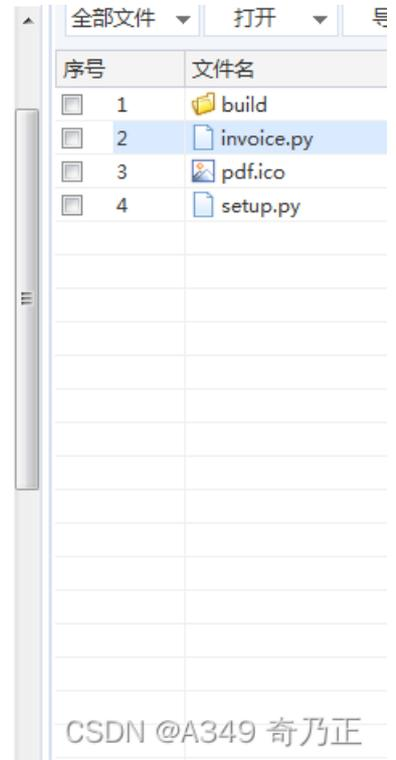 全部文件 打开
序号 文件名
1 build
2 invoice.py
3 pdf.ico
4 setup.py
CSDN @A349 奇乃正